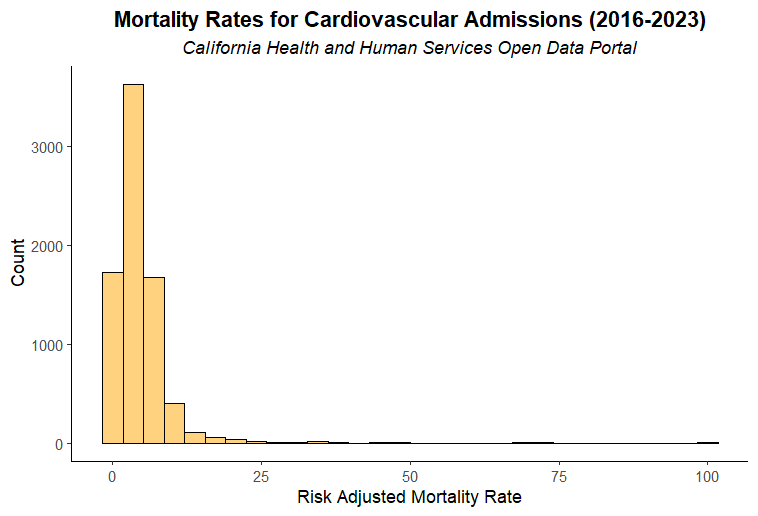 Mortality Rates for Cardiovascular Admissions (2016-2023)
California Health and Human Services Open Data Portal
Count
3000
2000
1000
0
0 25 50 75 100
Risk Adjusted Mortality Rate